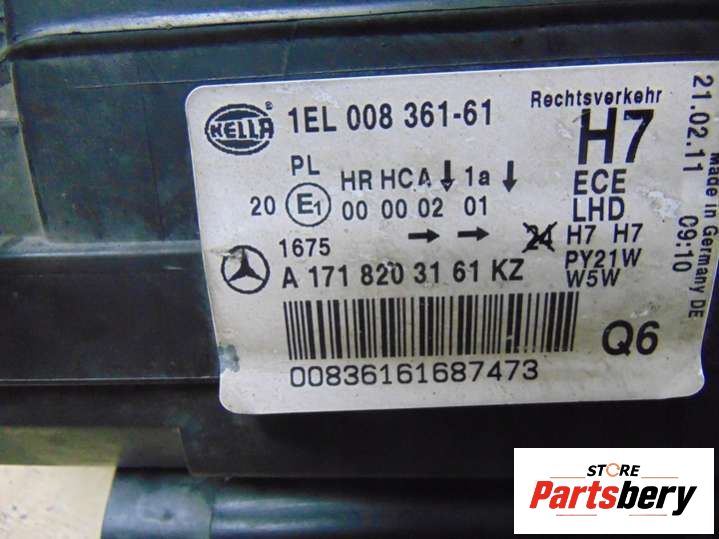 HELLA ®
1EL 008 361-61
Rechtsverkehr
H7
21.02.11 09:10
Made in Germany DE
PL
HR HCA ↓ 1a ↓
ECE
20 E1 00 00 02 01
LHD
→ → 24 H7 H7
1675
PY21W
A 171 820 31 61 KZ
W5W
Q6
00836161687473
STORE
Partsbery